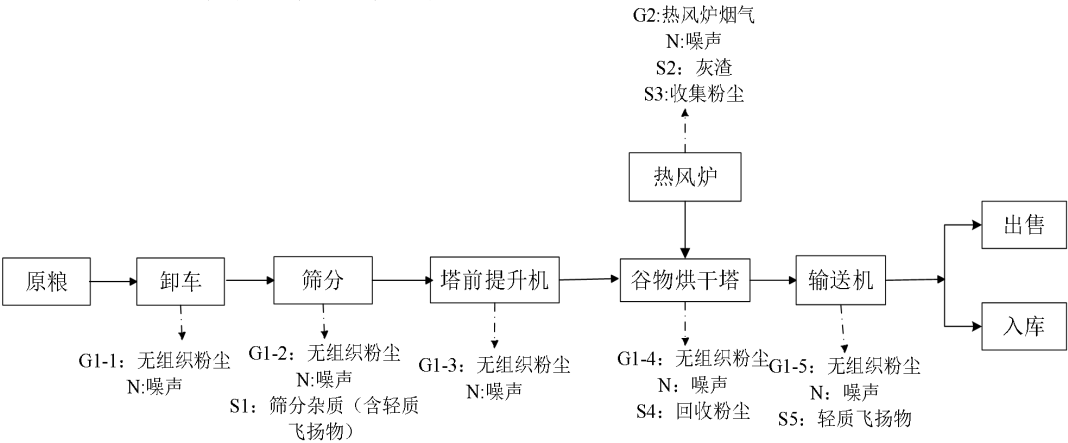 G2:热风炉烟气
N:噪声
S2：灰渣
S3:收集粉尘
热风炉
出售
原粮
卸车
筛分
塔前提升机
谷物烘干塔
输送机
入库
G1-1：无组织粉尘
N:噪声
G1-2：无组织粉尘
N:噪声
S1：筛分杂质（含轻质
飞扬物）
G1-3：无组织粉尘
N:噪声
G1-4：无组织粉尘
N：噪声
S4：回收粉尘
G1-5：无组织粉尘
N：噪声
S5：轻质飞扬物